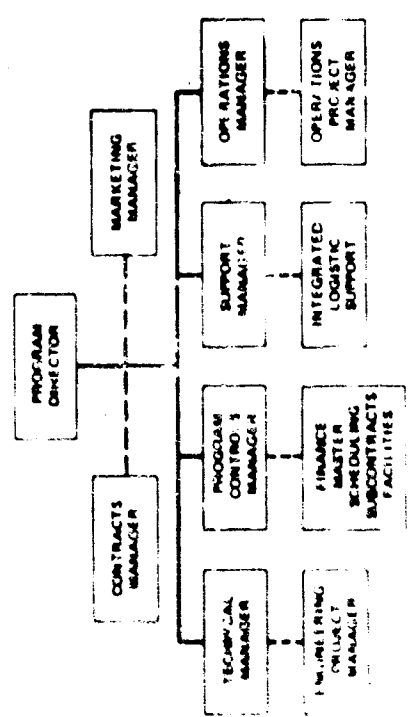 PROGRAM
DIRECTOR
CONTRACTS
MANAGER
MARKETING
MANAGER
TECHNICAL
MANAGER
PROGRAM
CONTROLS
MANAGER
SUPPORT
MANAGER
OPERATIONS
MANAGER
ENGINEERING
PROJECT
MANAGER
FINANCE
MASTER
SCHEDULING
SUBCONTRACTS
FACILITIES
INTEGRATED
LOGISTIC
SUPPORT
OPERATIONS
PROJECT
MANAGER